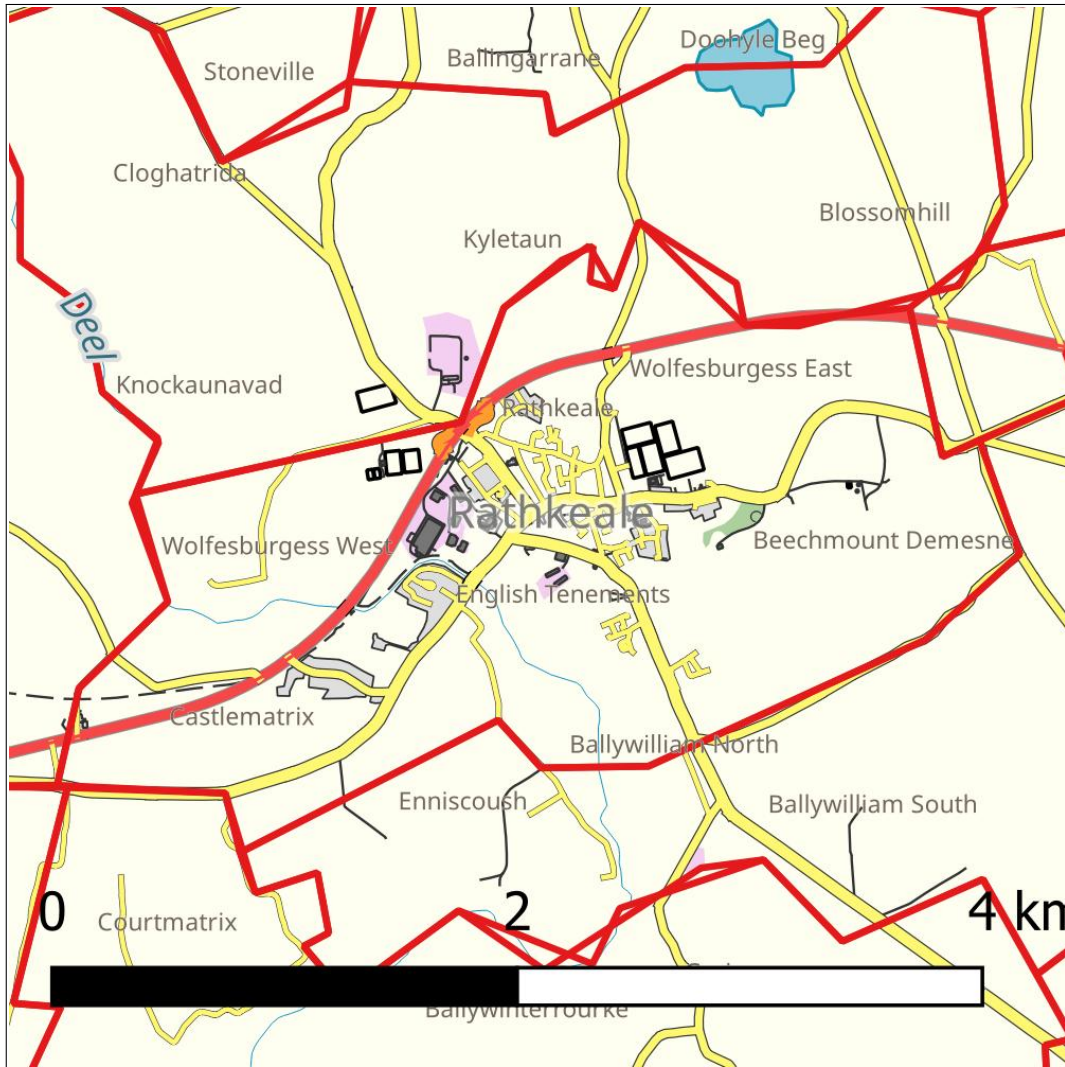 Doohyle Beg
Ballingarrane
Stoneville
Cloghatrida
Blossomhill
Kyletaun
Deel
Wolfesburgess East
Knockaunavad
Rathkeale
Rathkeale
Wolfesburgess West
Beechmount Demesne
English Tenements
Castlematrix
Ballywilliam North
Enniscoush
Ballywilliam South
0 2 4 km
Courtmatrix
Ballywinterrourke